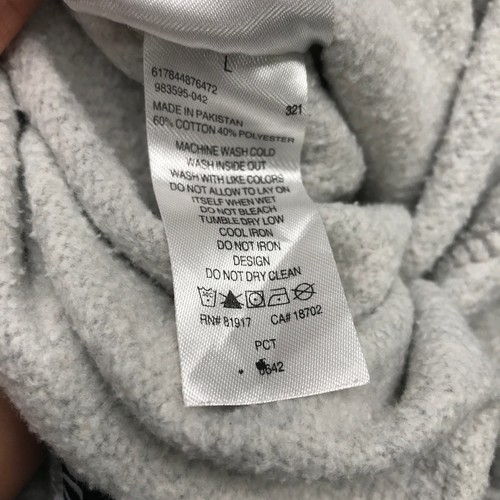 L
617844876472
983595-042
321
MADE IN PAKISTAN
60% COTTON 40% POLYESTER
MACHINE WASH COLD
WASH INSIDE OUT
WASH WITH LIKE COLORS
DO NOT ALLOW TO LAY ON
ITSELF WHEN WET
DO NOT BLEACH
TUMBLE DRY LOW
COOL IRON
DO NOT IRON
DESIGN
DO NOT DRY CLEAN
RN# 81917 CA# 18702
PCT